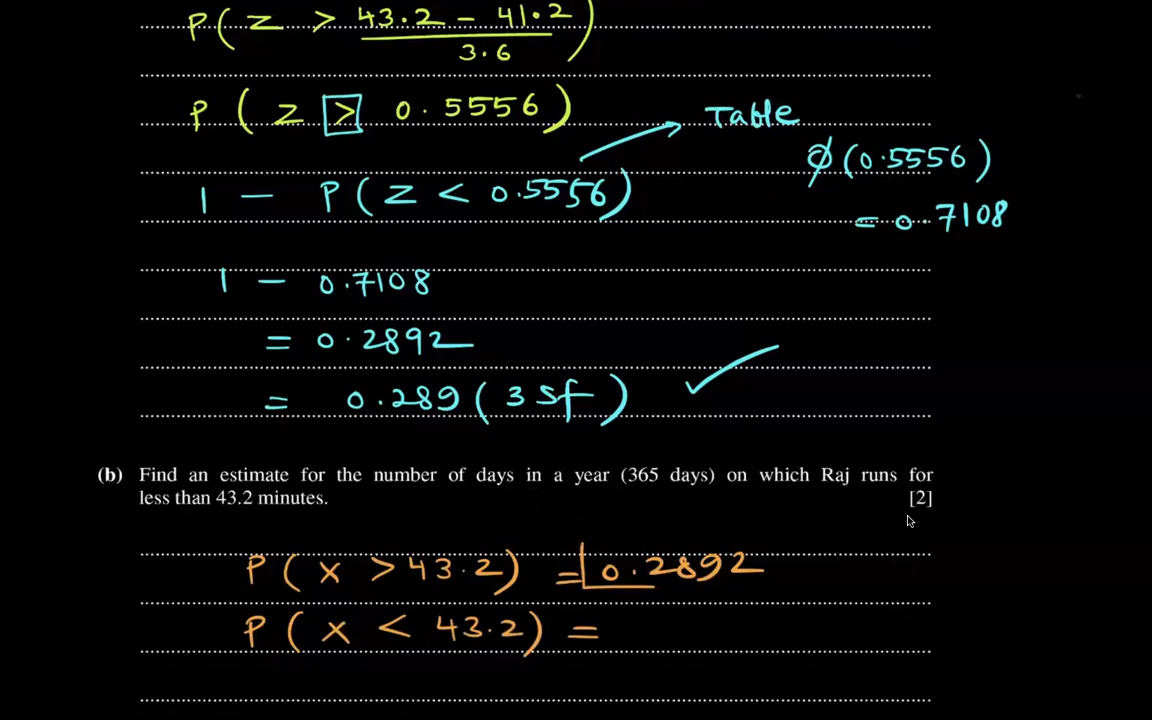 P(Z > 43.2 - 41.2
3.6 )
P(Z > 0.5556)
Table
ϕ(0.5556)
1 - P(Z < 0.5556)
= 0.7108
1 - 0.7108
= 0.2892
= 0.289 (3 sf)
(b) Find an estimate for the number of days in a year (365 days) on which Raj runs for
less than 43.2 minutes. [2]
P(X > 43.2) = 0.2892
P(X < 43.2) =